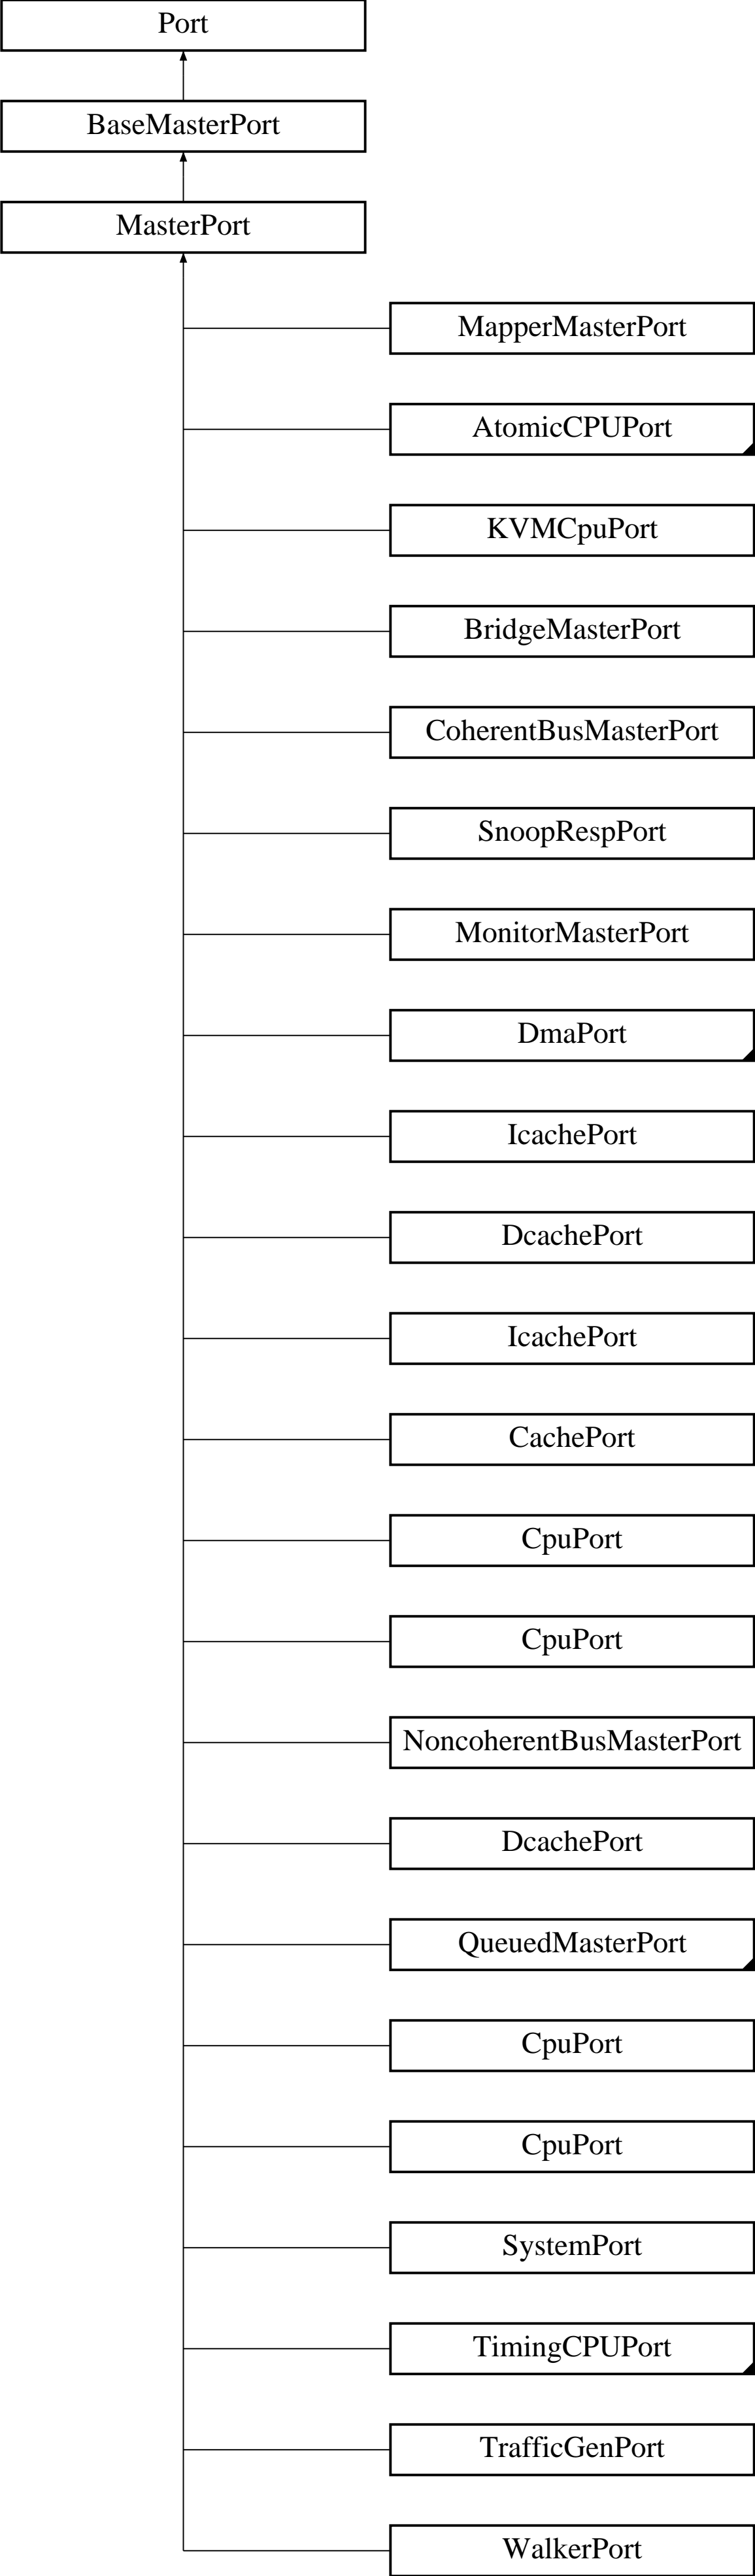 Port
BaseMasterPort
MasterPort
MapperMasterPort
AtomicCPUPort
KVMCpuPort
BridgeMasterPort
CoherentBusMasterPort
SnoopRespPort
MonitorMasterPort
DmaPort
IcachePort
DcachePort
IcachePort
CachePort
CpuPort
CpuPort
NoncoherentBusMasterPort
DcachePort
QueuedMasterPort
CpuPort
CpuPort
SystemPort
TimingCPUPort
TrafficGenPort
WalkerPort